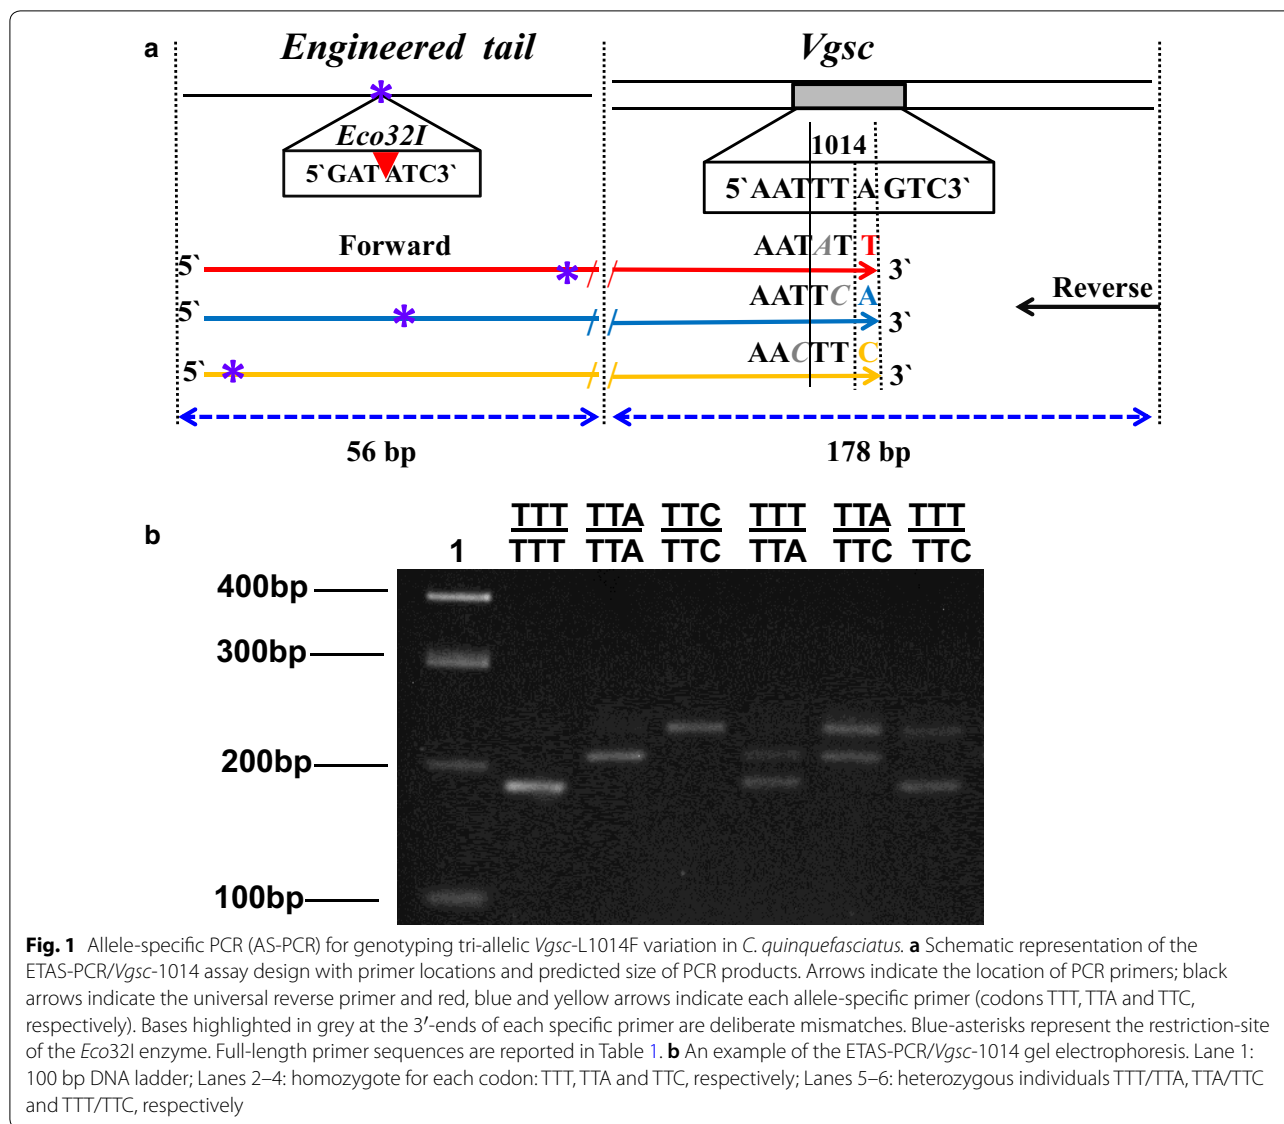 a
Engineered tail
Vgsc
*
Eco32I
5`GAT ATC3`
1014
5`AATTT A GTC3`
Forward
AATAT T
5`
*
3`
AATTC A
Reverse
5`
*
3`
AACTT C
5`
*
3`
56 bp
178 bp
b
1
TTT
TTT
TTA
TTA
TTC
TTC
TTT
TTA
TTA
TTC
TTT
TTC
400bp
300bp
200bp
100bp
Fig. 1 Allele-specific PCR (AS-PCR) for genotyping tri-allelic Vgsc-L1014F variation in C. quinquefasciatus. a Schematic representation of the
ETAS-PCR/Vgsc-1014 assay design with primer locations and predicted size of PCR products. Arrows indicate the location of PCR primers; black
arrows indicate the universal reverse primer and red, blue and yellow arrows indicate each allele-specific primer (codons TTT, TTA and TTC,
respectively). Bases highlighted in grey at the 3′-ends of each specific primer are deliberate mismatches. Blue-asterisks represent the restriction-site
of the Eco32I enzyme. Full-length primer sequences are reported in Table 1. b An example of the ETAS-PCR/Vgsc-1014 gel electrophoresis. Lane 1:
100 bp DNA ladder; Lanes 2–4: homozygote for each codon: TTT, TTA and TTC, respectively; Lanes 5–6: heterozygous individuals TTT/TTA, TTA/TTC
and TTT/TTC, respectively